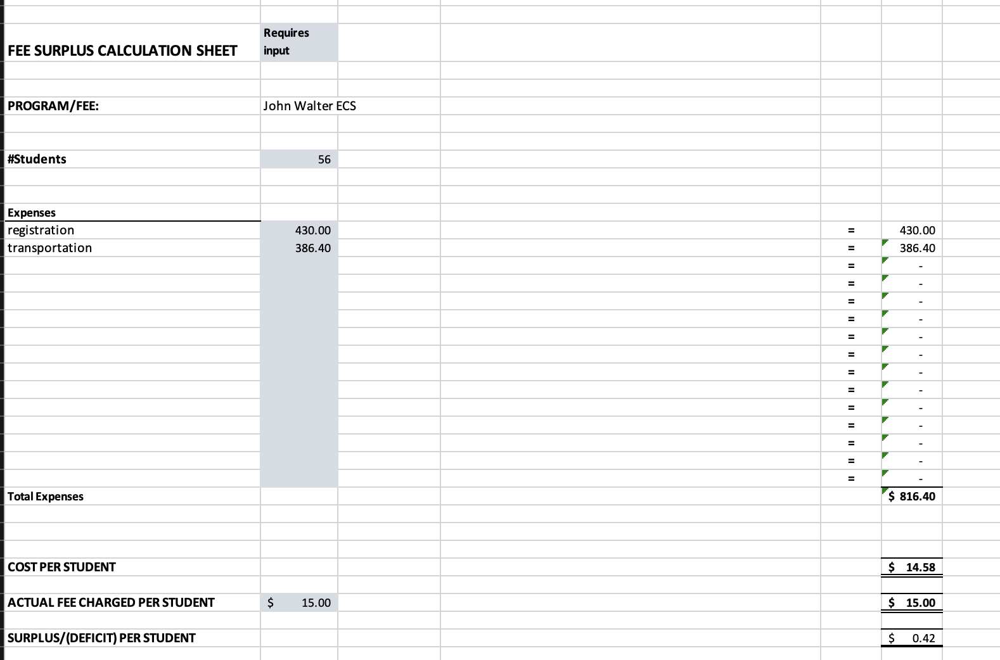 Requires
input
FEE SURPLUS CALCULATION SHEET
PROGRAM/FEE: John Walter ECS
#Students 56
Expenses
registration 430.00 = 430.00
transportation 386.40 = 386.40
= -
= -
= -
= -
= -
= -
= -
= -
= -
= -
= -
= -
= -
Total Expenses $ 816.40
COST PER STUDENT $ 14.58
ACTUAL FEE CHARGED PER STUDENT $ 15.00 $ 15.00
SURPLUS/(DEFICIT) PER STUDENT $ 0.42